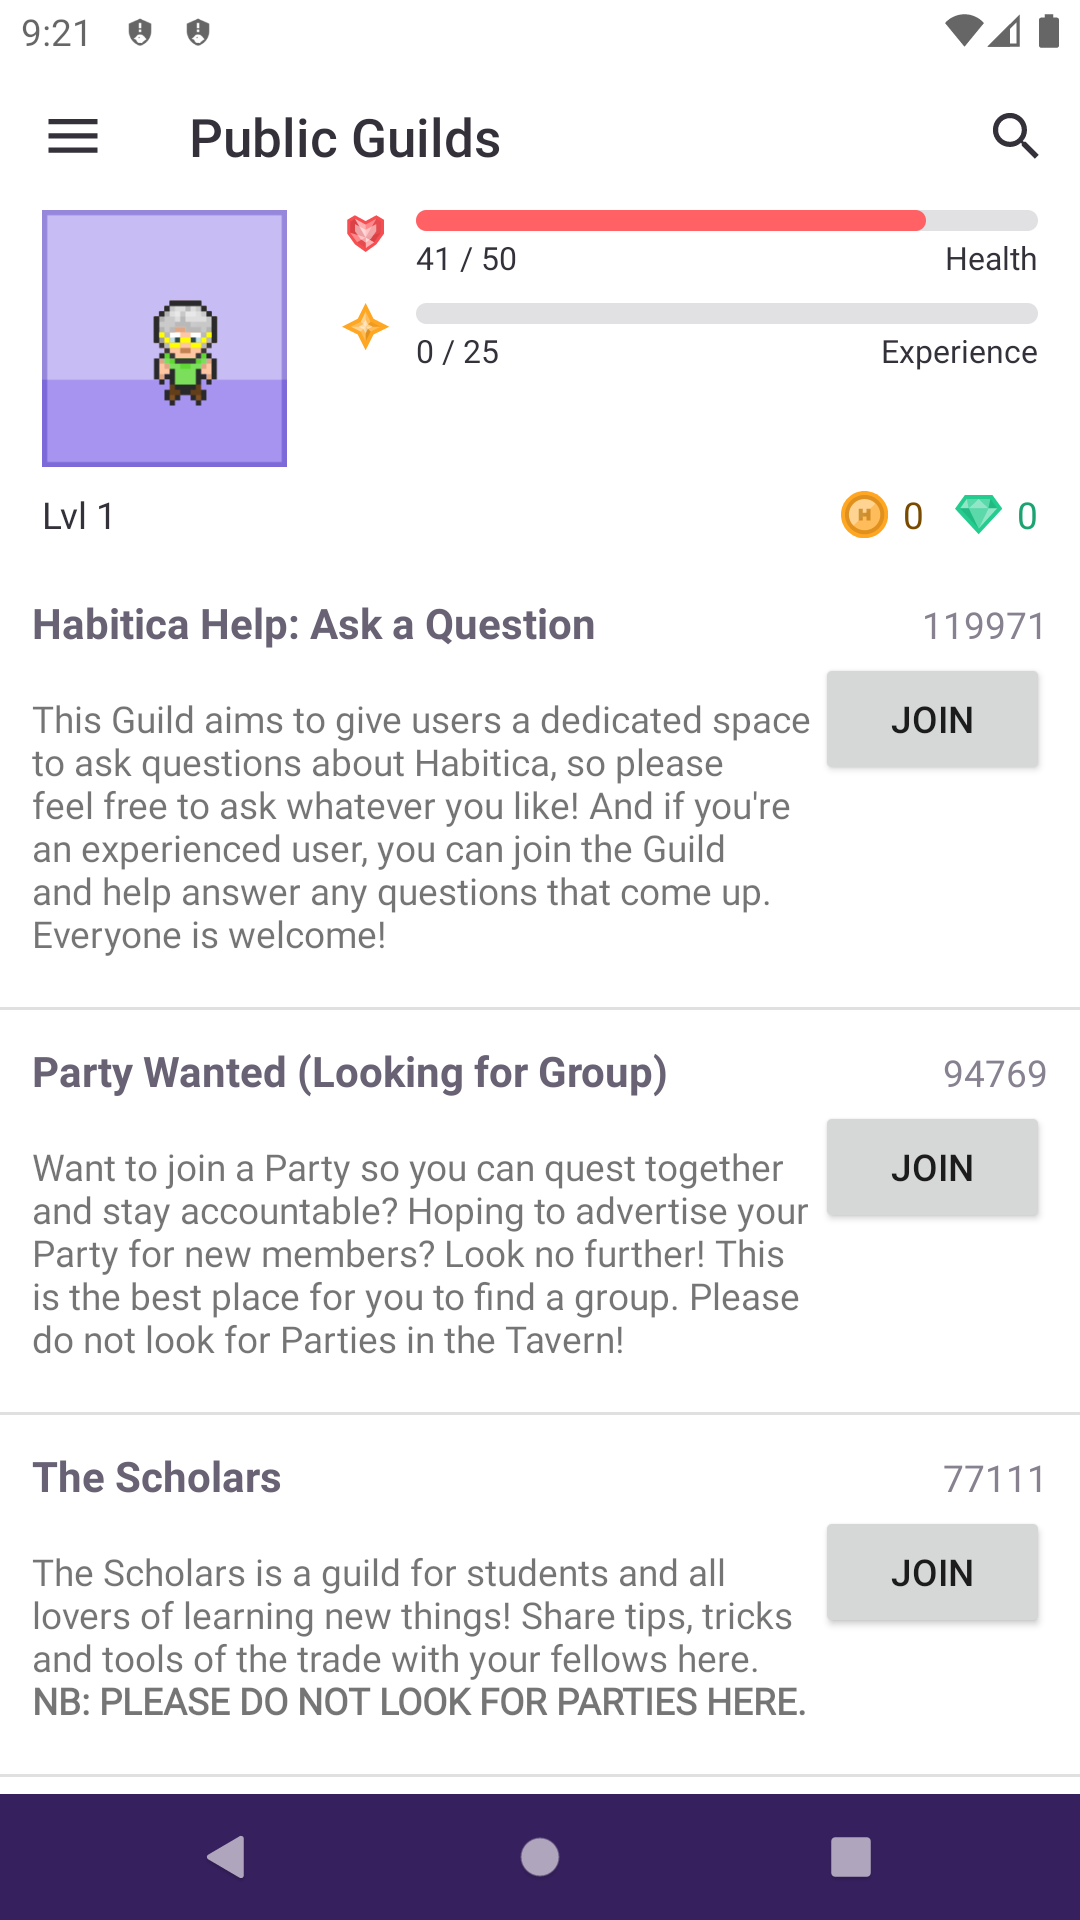 9:21
Public Guilds
41 / 50 Health
0 / 25 Experience
Lvl 1 0 0
Habitica Help: Ask a Question 119971
JOIN
This Guild aims to give users a dedicated space
to ask questions about Habitica, so please
feel free to ask whatever you like! And if you're
an experienced user, you can join the Guild
and help answer any questions that come up.
Everyone is welcome!
Party Wanted (Looking for Group) 94769
JOIN
Want to join a Party so you can quest together
and stay accountable? Hoping to advertise your
Party for new members? Look no further! This
is the best place for you to find a group. Please
do not look for Parties in the Tavern!
The Scholars 77111
JOIN
The Scholars is a guild for students and all
lovers of learning new things! Share tips, tricks
and tools of the trade with your fellows here.
NB: PLEASE DO NOT LOOK FOR PARTIES HERE.